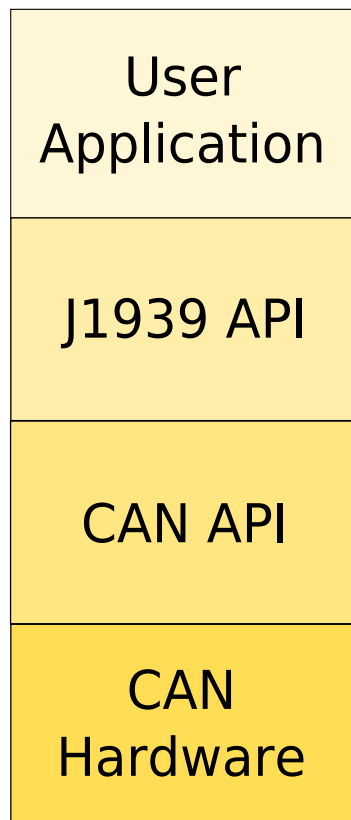 User
Application
J1939 API
CAN API
CAN
Hardware